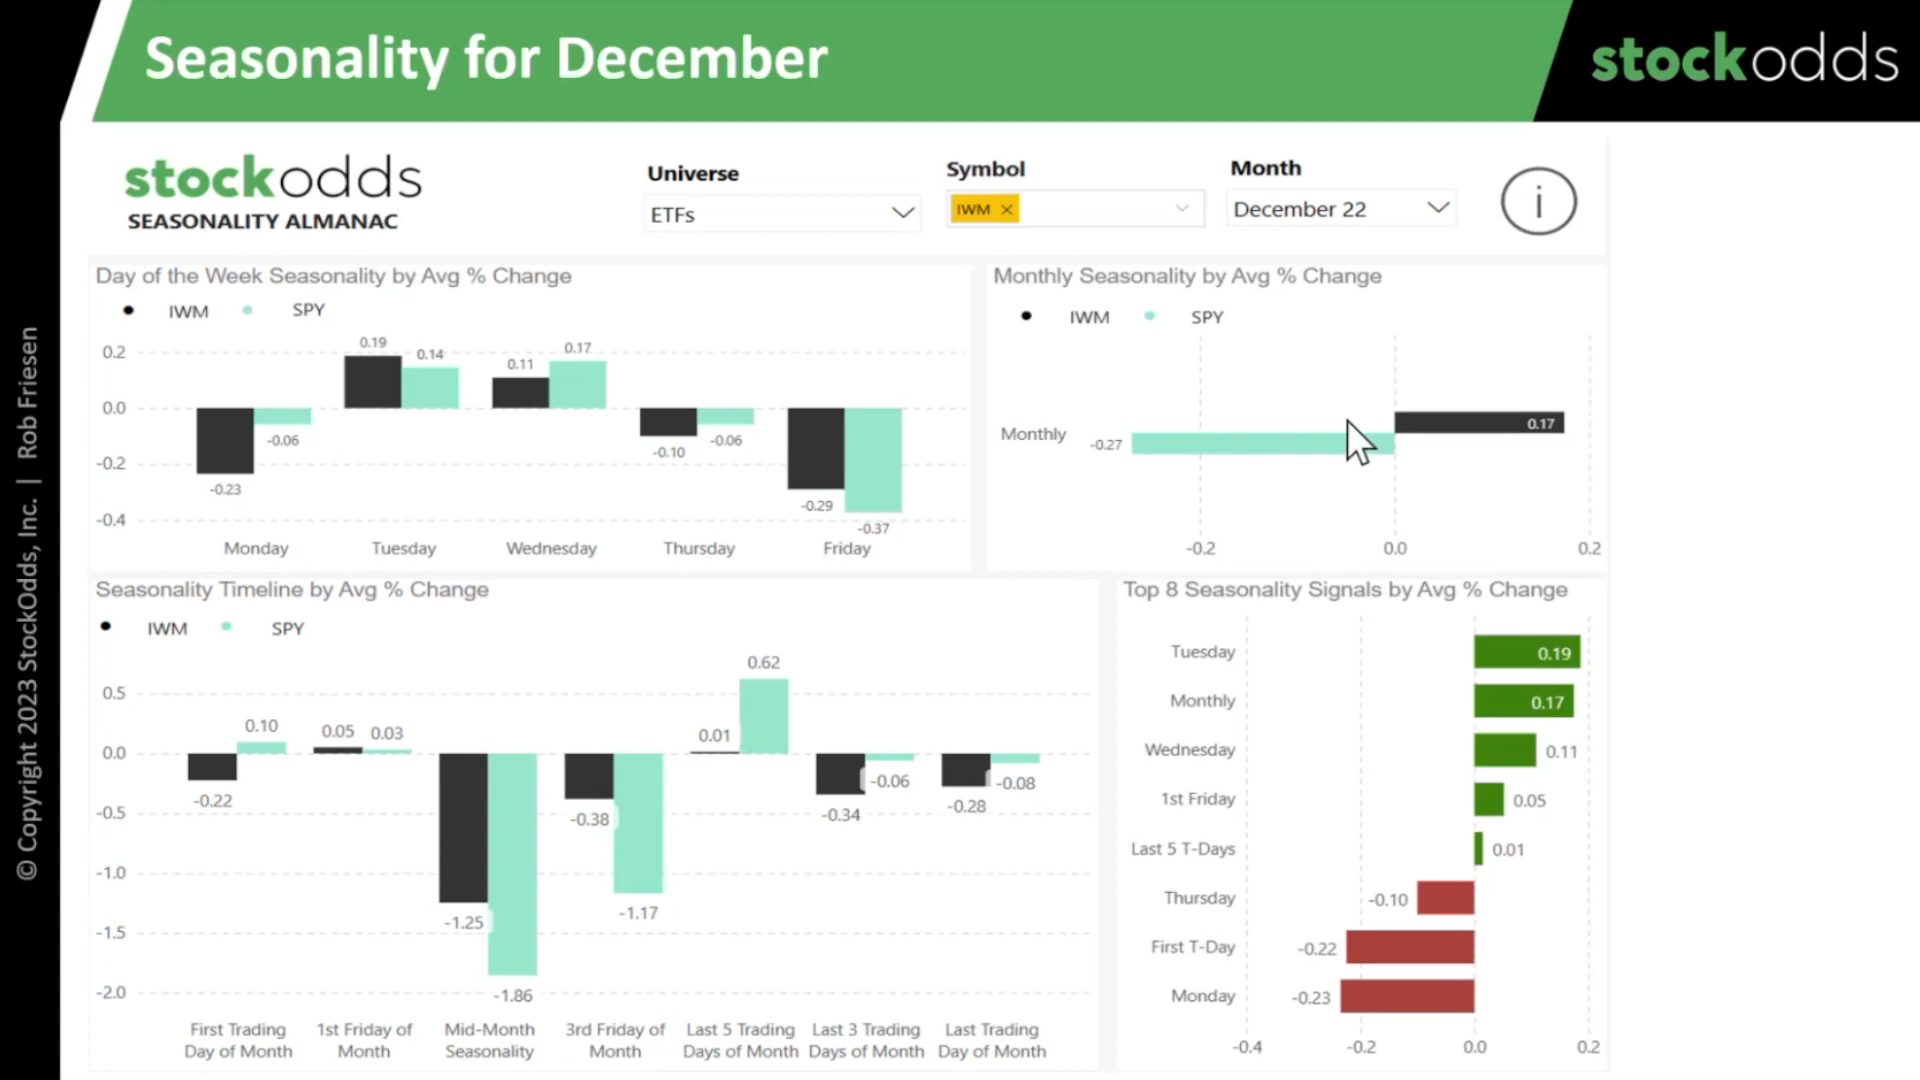 Seasonality for December
stockodds
stockodds
SEASONALITY ALMANAC
Universe
ETFs
Symbol
IWM ×
Month
December 22
i
Day of the Week Seasonality by Avg % Change
IWM SPY
0.2
0.0
-0.2
-0.4
-0.23
-0.06
0.19
0.14
0.11
0.17
-0.10
-0.06
-0.29
-0.37
Monday Tuesday Wednesday Thursday Friday
Monthly Seasonality by Avg % Change
IWM SPY
Monthly
0.17
-0.27
-0.2 0.0 0.2
Seasonality Timeline by Avg % Change
IWM SPY
0.5
0.0
-0.5
-1.0
-1.5
-2.0
-0.22
0.10
0.05
0.03
-1.25
-1.86
-0.38
-1.17
0.01
0.62
-0.34
-0.06
-0.28
-0.08
First Trading
Day of Month
1st Friday of
Month
Mid-Month
Seasonality
3rd Friday of
Month
Last 5 Trading
Days of Month
Last 3 Trading
Days of Month
Last Trading
Day of Month
Top 8 Seasonality Signals by Avg % Change
Tuesday 0.19
Monthly 0.17
Wednesday 0.11
1st Friday 0.05
Last 5 T-Days 0.01
Thursday -0.10
First T-Day -0.22
Monday -0.23
-0.4 -0.2 0.0 0.2
© Copyright 2023 StockOdds, Inc. | Rob Friesen